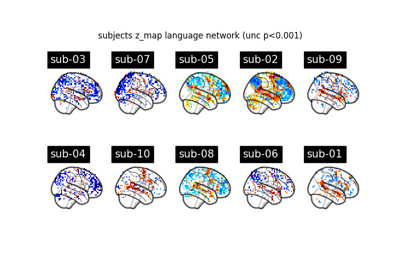 subjects z_map language network (unc p<0.001)
sub-03 sub-07 sub-05 sub-02 sub-09
sub-04 sub-10 sub-08 sub-06 sub-01